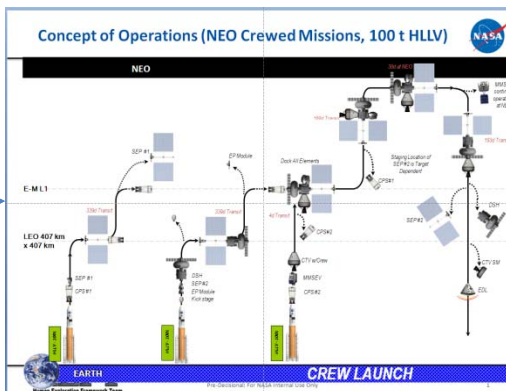 Concept of Operations (NEO Crewed Missions, 100 t HLLV)
NASA
NEO
SEP #1
EP Module
Dock All Elements
Staging Location of
SEP#2 is Target
Dependent
CPS#1
E-M L1
LEO 407 km
x 407 km
CPS#2
SEP #2
DSH
CTV SM
EDL
SEP #1
CPS#1
DSH
SEP #2
EP Module
Kick stage
CTV w/Crew
MMSEV
CPS#2
EARTH
CREW LAUNCH
Pre-Decisional: For NASA Internal Use Only